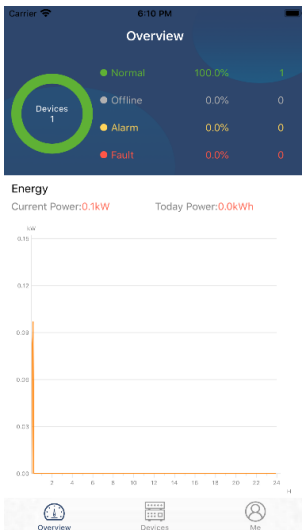 Carrier 6:10 PM
Overview
Devices
1
Normal 100.0% 1
Offline 0.0% 0
Alarm 0.0% 0
Fault 0.0% 0
Energy
Current Power:0.1kW Today Power:0.0kWh
kW
0.15
0.12
0.09
0.06
0.03
0.00
2 4 6 8 10 12 14 16 18 20 22 24
H
Overview Devices Me